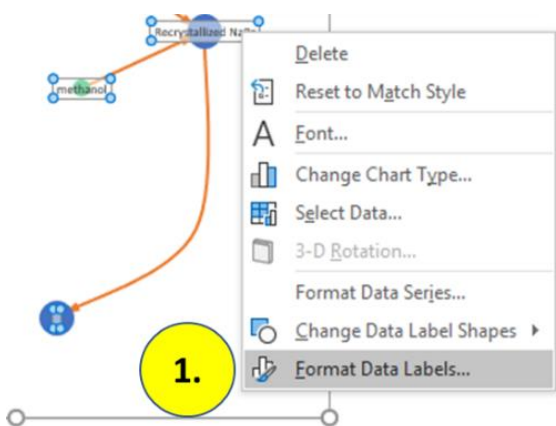 Recrystallized
methanol
Delete
Reset to Match Style
Font...
Change Chart Type...
Select Data...
3-D Rotation...
Format Data Series...
Change Data Label Shapes
Format Data Labels...
1.